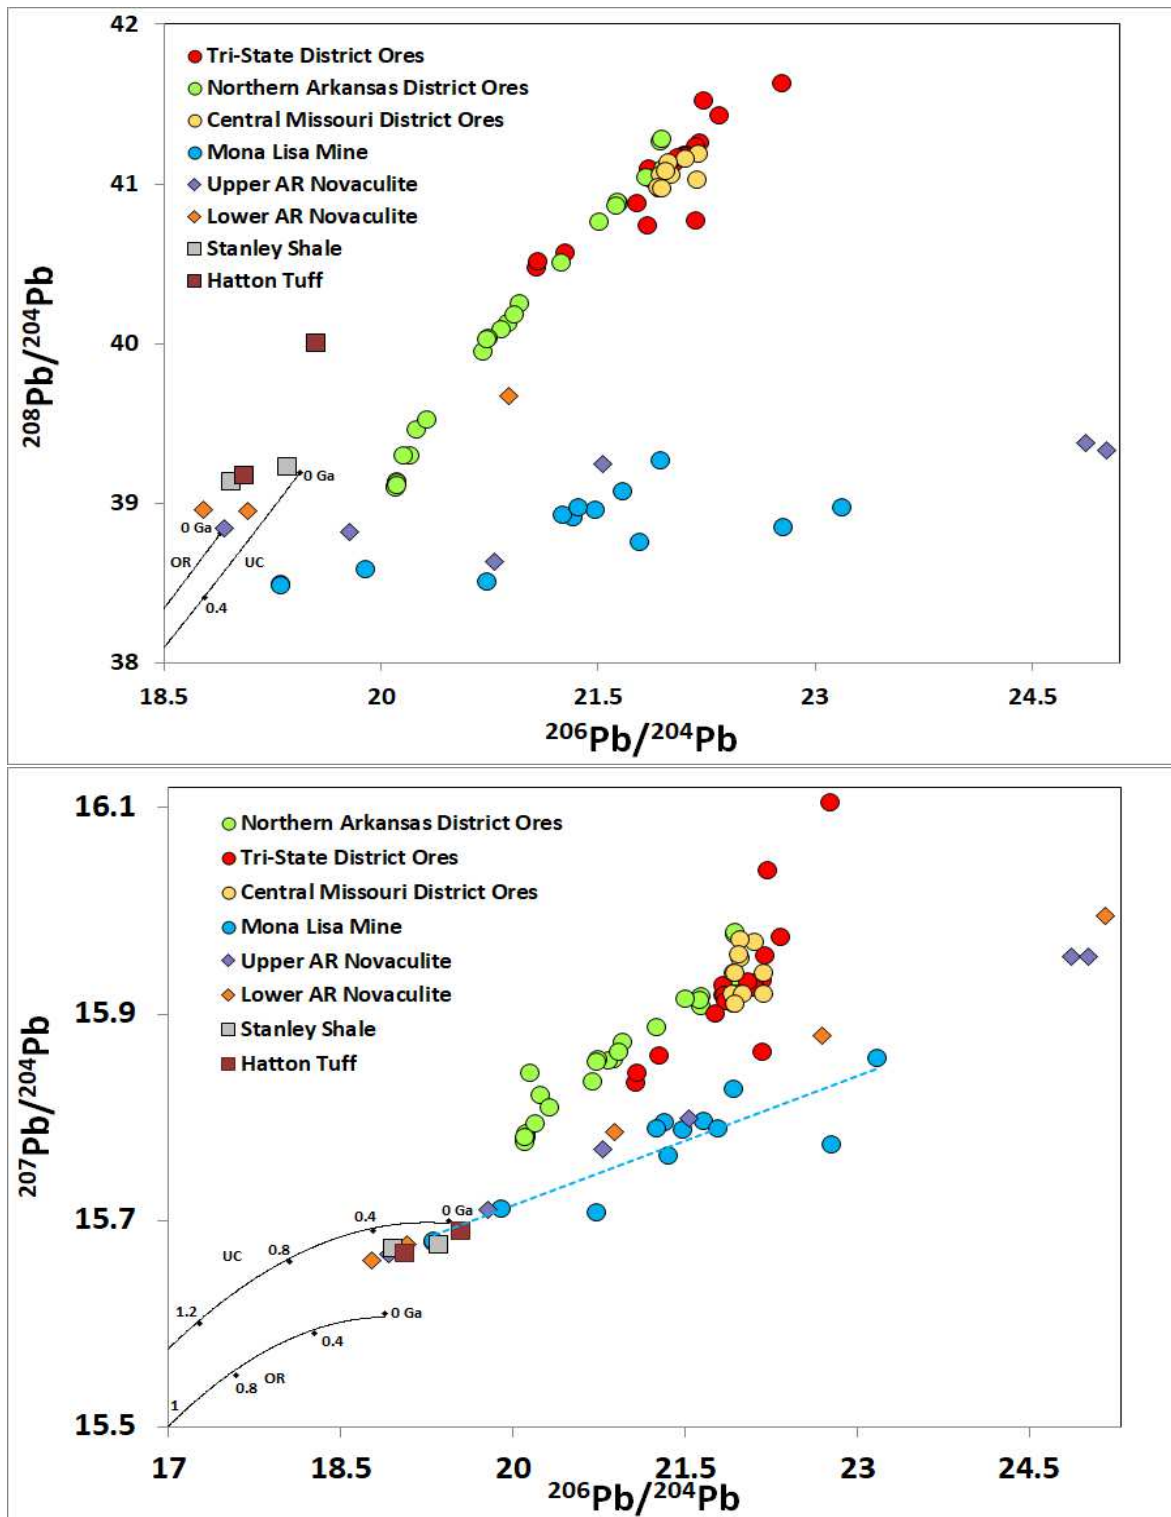 42
41
40
39
38
²⁰⁸Pb/²⁰⁴Pb
Tri-State District Ores
Northern Arkansas District Ores
Central Missouri District Ores
Mona Lisa Mine
Upper AR Novaculite
Lower AR Novaculite
Stanley Shale
Hatton Tuff
0 Ga
0 Ga
OR
UC
0.4
18.5
20
21.5
23
24.5
²⁰⁶Pb/²⁰⁴Pb
16.1
15.9
15.7
15.5
²⁰⁷Pb/²⁰⁴Pb
Northern Arkansas District Ores
Tri-State District Ores
Central Missouri District Ores
Mona Lisa Mine
Upper AR Novaculite
Lower AR Novaculite
Stanley Shale
Hatton Tuff
0 Ga
0.4
0.8
UC
1.2
0 Ga
0.4
0.8
OR
1
17
18.5
20
21.5
23
24.5
²⁰⁶Pb/²⁰⁴Pb